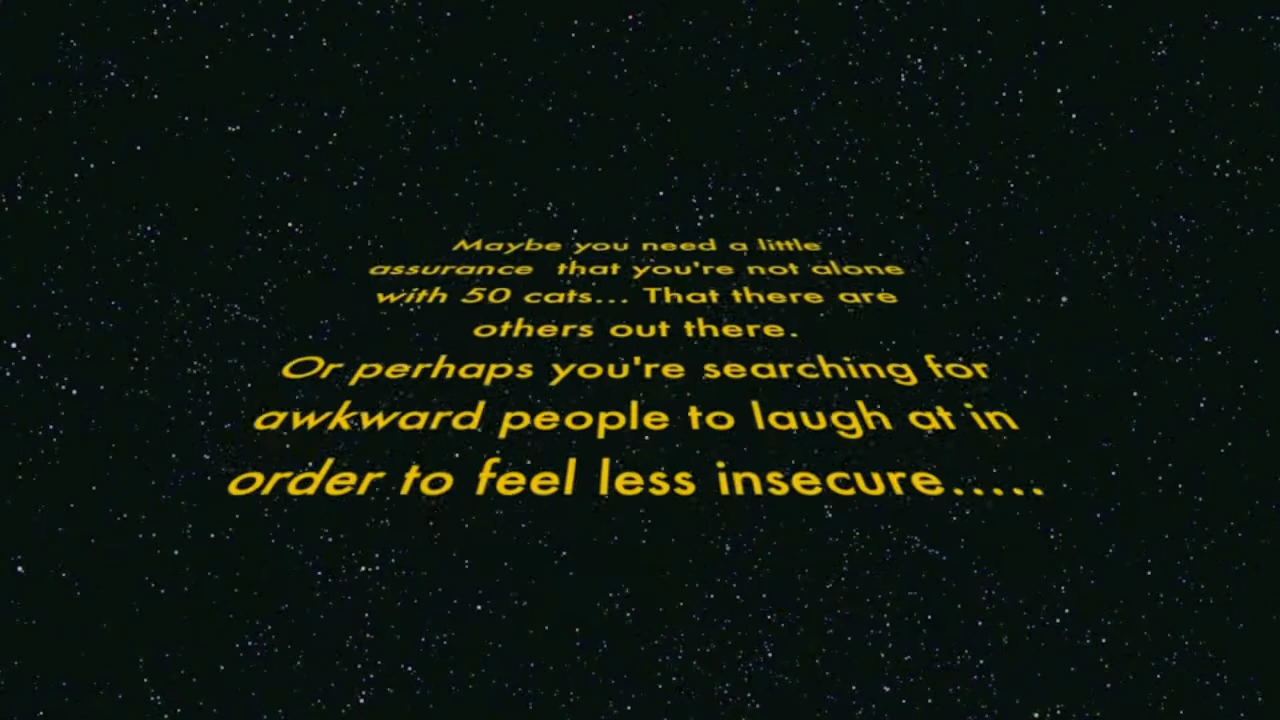 Maybe you need a little
assurance  that you're not alone
with 50 cats... That there are
others out there.
Or perhaps you're searching for
awkward people to laugh at in
order to feel less insecure.....